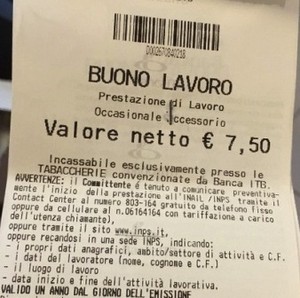 D002670840218
BUONO LAVORO
Prestazione di Lavoro
Occasionale Accessorio
Valore netto € 7,50
Incassabile esclusivamente presso le
TABACCHERIE convenzionate da Banca ITB.
AVVERTENZE: il Committente è tenuto a comunicare preventiva-
mente l'inizio della prestazione all'INAIL /INPS tramite il
Contact Center al numero 803-164 gratuito da telefono fisso
oppure da cellulare al n.06164164 con tariffazione a carico
dell'utenza chiamante),
oppure tramite il sito www.inps.it,
oppure recandosi in una sede INPS, indicando:
- i propri dati anagrafici, ambito/settore di attività e C.F.
- i dati del lavoratore (nome, cognome e C.F.)
- il luogo di lavoro
- data inizio e fine dell'attività lavorativa.
VALIDO UN ANNO DAL GIORNO DELL'EMISSIONE